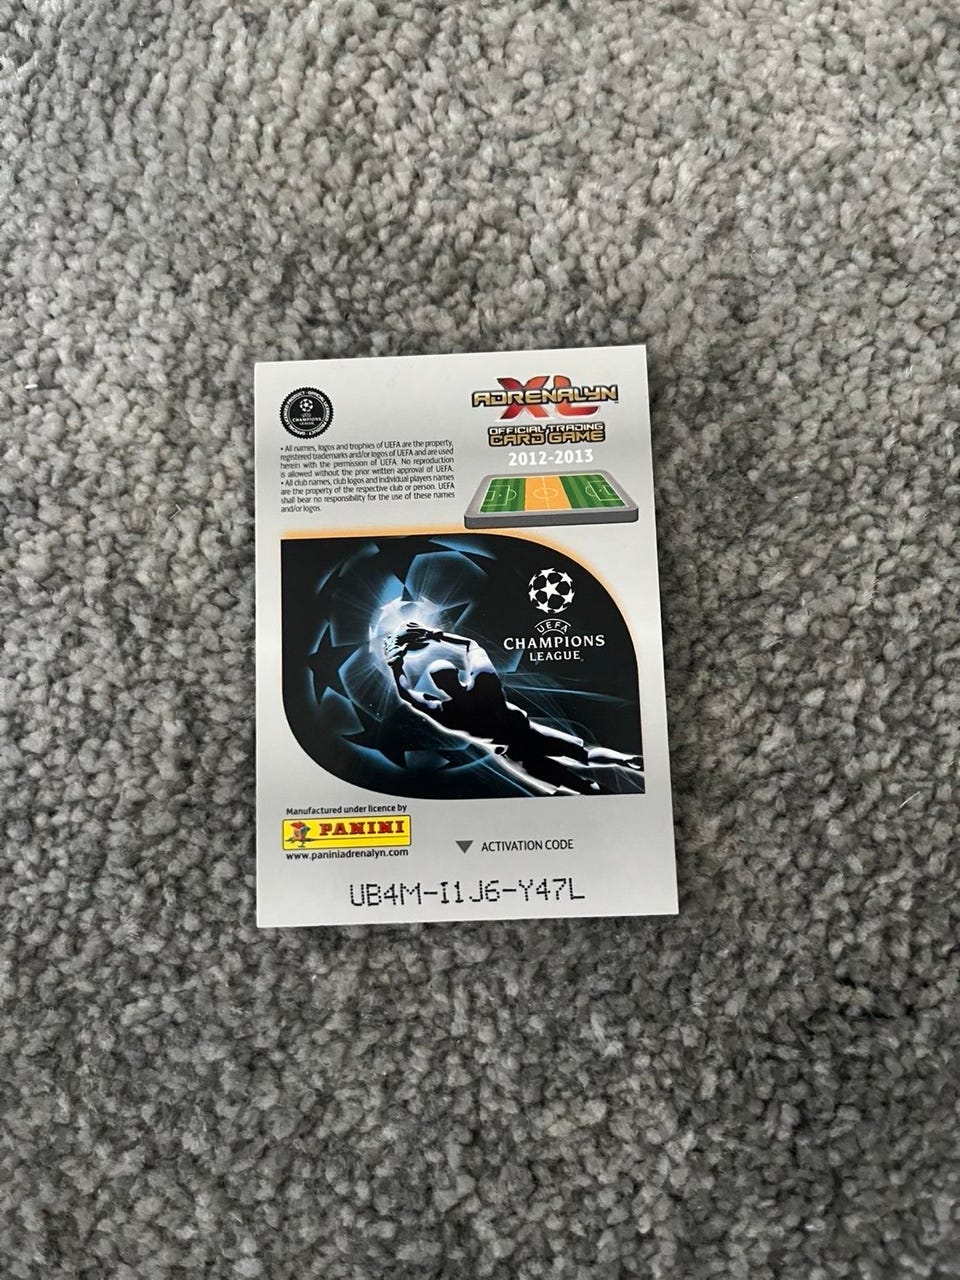 UEFA
CHAMPIONS
LEAGUE
• All names, logos and trophies of UEFA are the property,
registered trademarks and/or logos of UEFA and are used
herein with the permission of UEFA. No reproduction
is allowed without the prior written approval of UEFA.
• All club names, club logos and individual players names
are the property of the respective club or person. UEFA
shall bear no responsibility for the use of these names
and/or logos.
ADRENALYN
XL
OFFICIAL TRADING
CARD GAME
2012-2013
UEFA
CHAMPIONS
LEAGUE
Manufactured under licence by
PANINI
www.paniniadrenalyn.com
▼ ACTIVATION CODE
UB4M-I1J6-Y47L